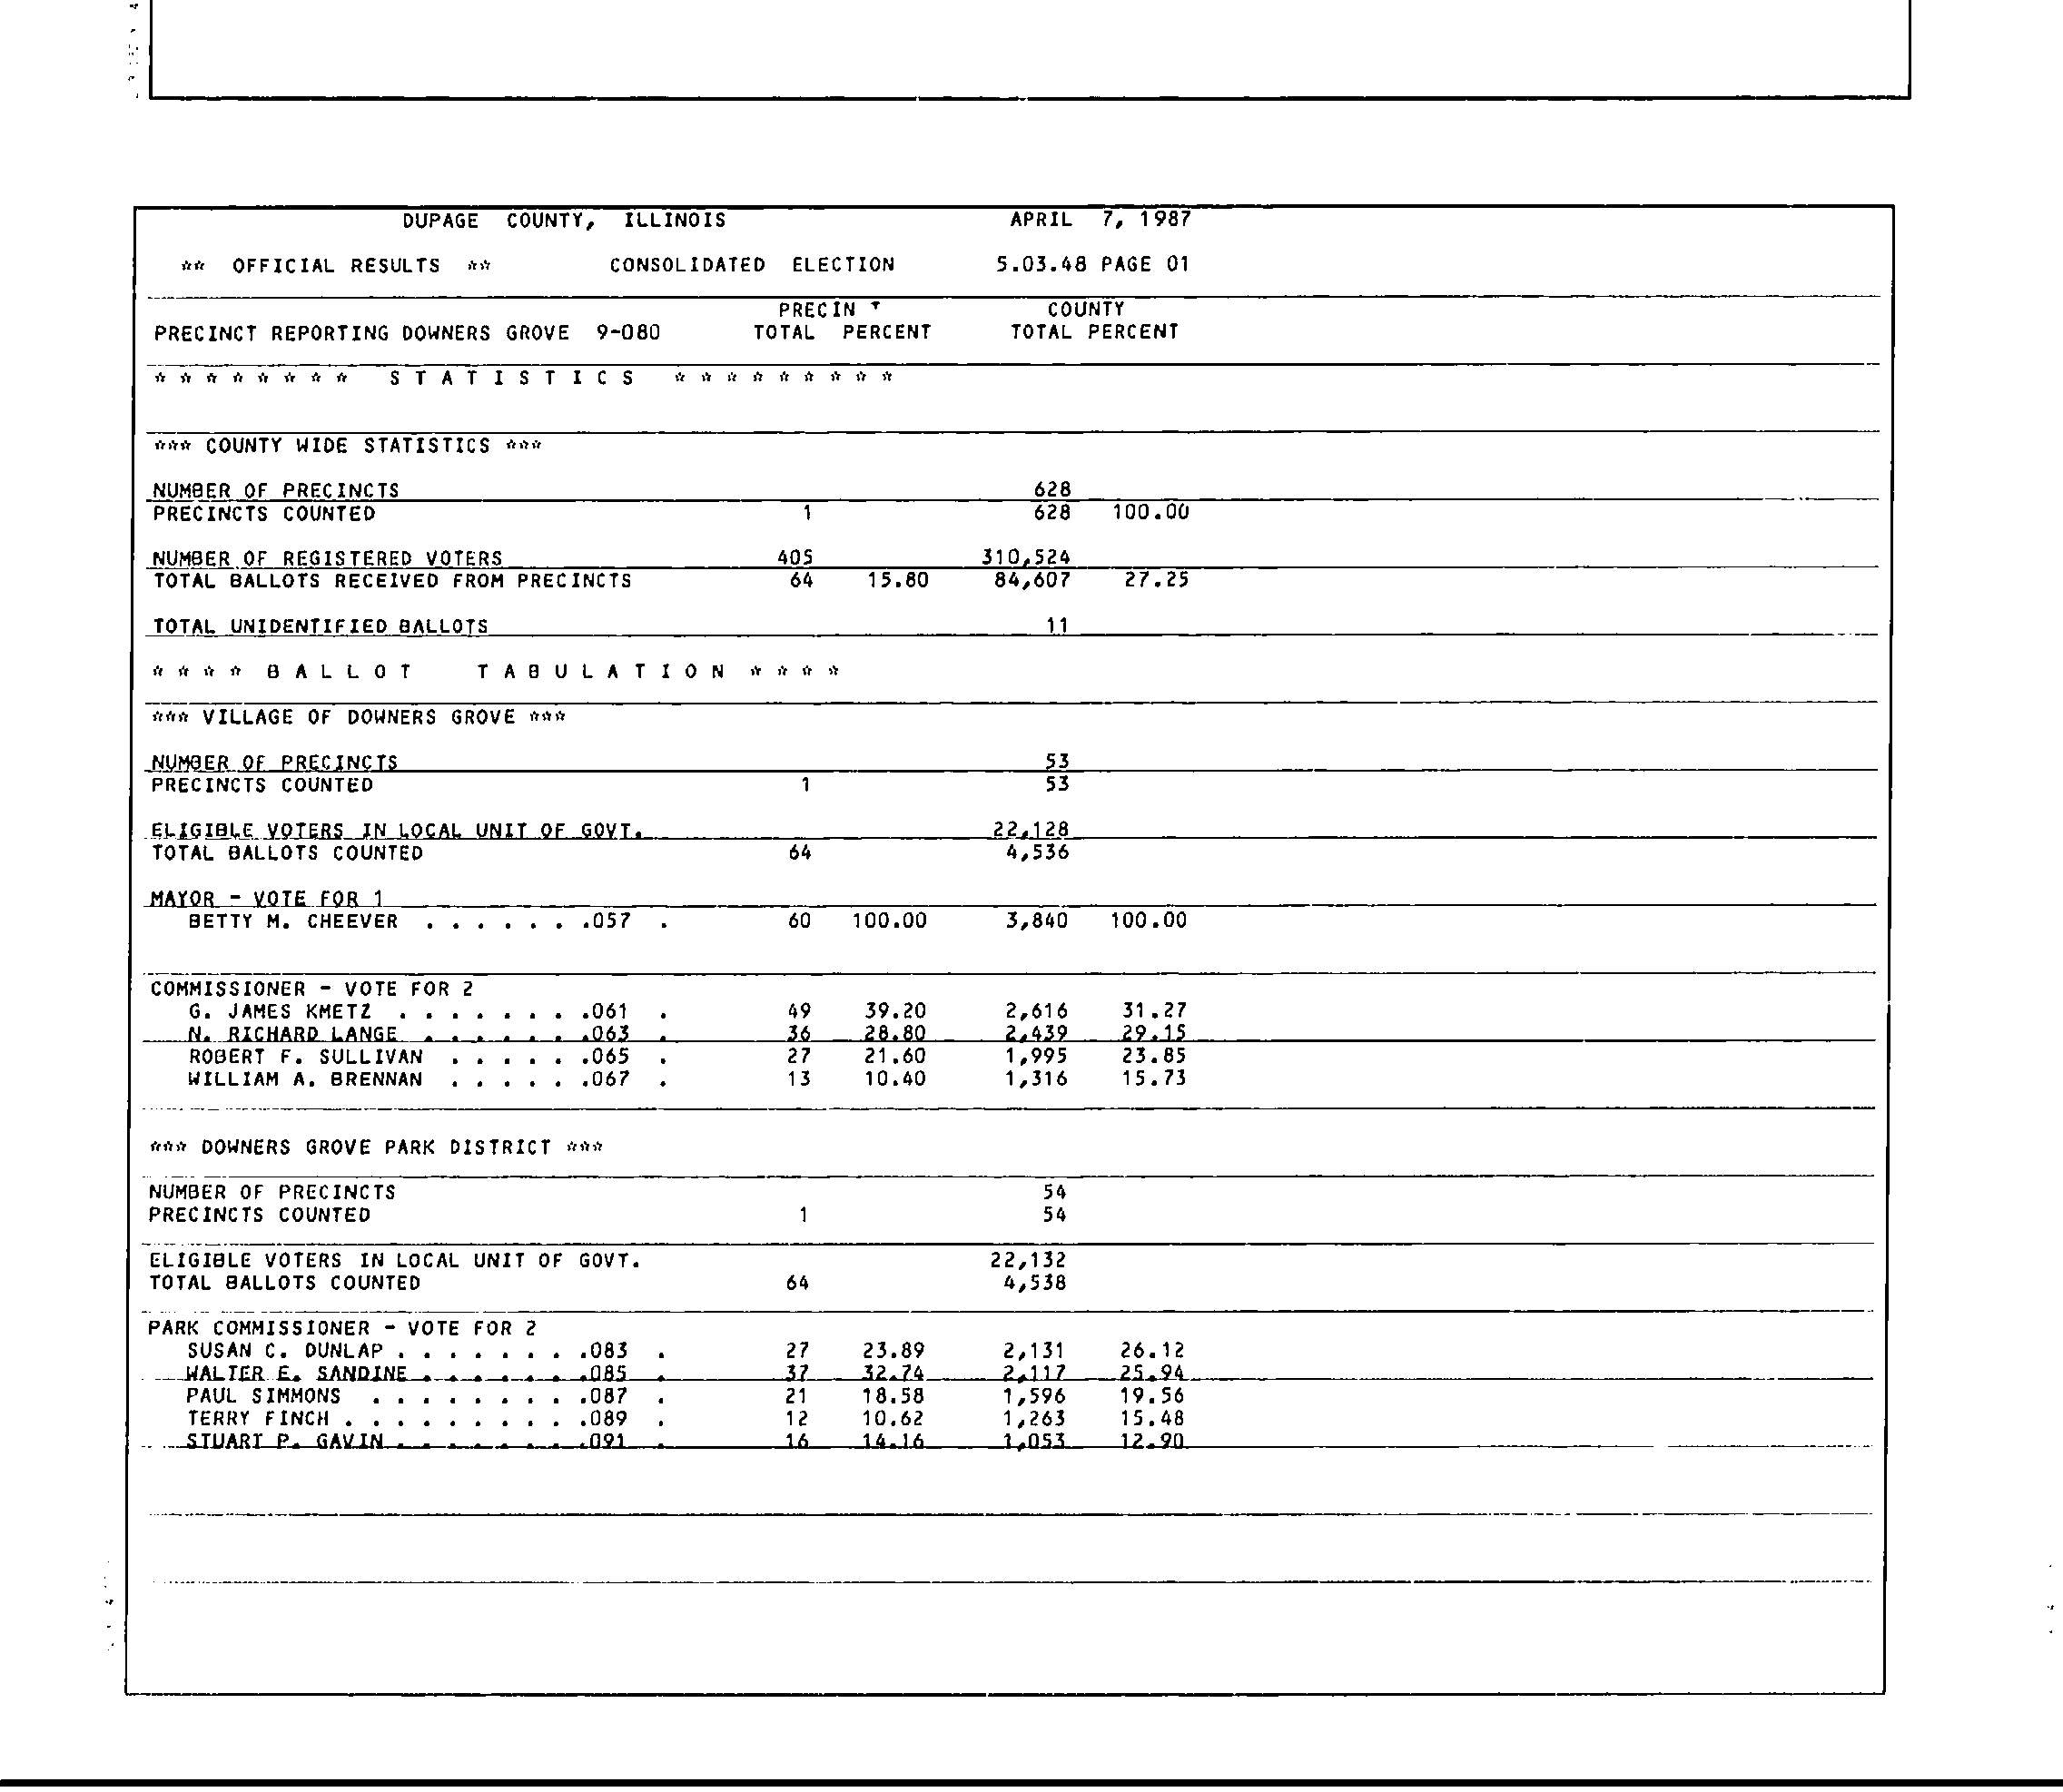 DUPAGE COUNTY, ILLINOIS APRIL 7, 1987
** OFFICIAL RESULTS ** CONSOLIDATED ELECTION 5.03.48 PAGE 01
PRECIN T COUNTY
PRECINCT REPORTING DOWNERS GROVE 9-080 TOTAL PERCENT TOTAL PERCENT
* * * * * * * * S T A T I S T I C S * * * * * * * * *
*** COUNTY WIDE STATISTICS ***
NUMBER OF PRECINCTS 628
PRECINCTS COUNTED 1 628 100.00
NUMBER OF REGISTERED VOTERS 405 310,524
TOTAL BALLOTS RECEIVED FROM PRECINCTS 64 15.80 84,607 27.25
TOTAL UNIDENTIFIED BALLOTS 11
* * * * B A L L O T T A B U L A T I O N * * * *
*** VILLAGE OF DOWNERS GROVE ***
NUMBER OF PRECINCTS 53
PRECINCTS COUNTED 1 53
ELIGIBLE VOTERS IN LOCAL UNIT OF GOVT. 22,128
TOTAL BALLOTS COUNTED 64 4,536
MAYOR - VOTE FOR 1
BETTY M. CHEEVER . . . . . . .057 . 60 100.00 3,840 100.00
COMMISSIONER - VOTE FOR 2
G. JAMES KMETZ . . . . . . . .061 . 49 39.20 2,616 31.27
N. RICHARD LANGE . . . . . . .063 . 36 28.80 2,439 29.15
ROBERT F. SULLIVAN . . . . . .065 . 27 21.60 1,995 23.85
WILLIAM A. BRENNAN . . . . . .067 . 13 10.40 1,316 15.73
*** DOWNERS GROVE PARK DISTRICT ***
NUMBER OF PRECINCTS 54
PRECINCTS COUNTED 1 54
ELIGIBLE VOTERS IN LOCAL UNIT OF GOVT. 22,132
TOTAL BALLOTS COUNTED 64 4,538
PARK COMMISSIONER - VOTE FOR 2
SUSAN C. DUNLAP . . . . . . . .083 . 27 23.89 2,131 26.12
WALTER E. SANDINE . . . . . . .085 . 37 32.74 2,117 25.94
PAUL SIMMONS . . . . . . . . .087 . 21 18.58 1,596 19.56
TERRY FINCH . . . . . . . . . .089 . 12 10.62 1,263 15.48
STUART P. GAVIN . . . . . . . .091 . 16 14.16 1,053 12.90